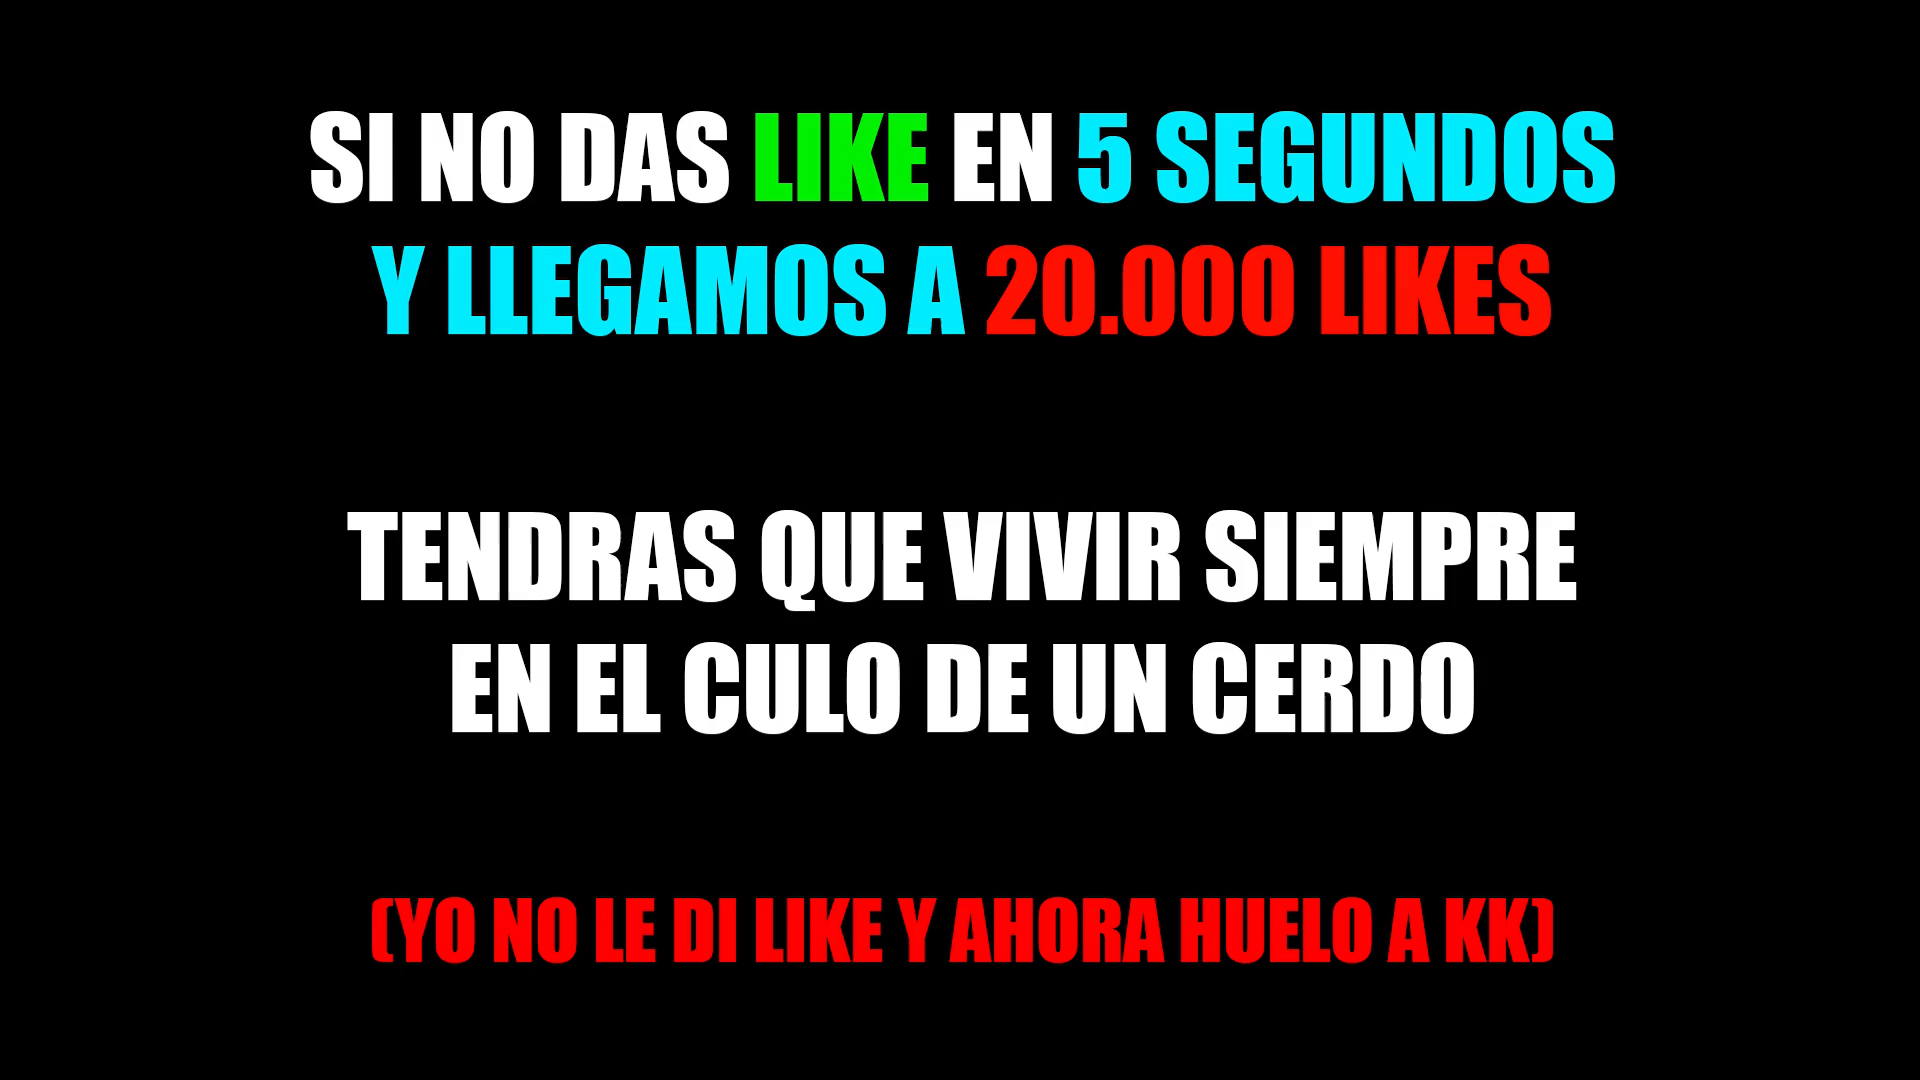 SI NO DAS LIKE EN 5 SEGUNDOS
Y LLEGAMOS A 20.000 LIKES
TENDRAS QUE VIVIR SIEMPRE
EN EL CULO DE UN CERDO
(YO NO LE DI LIKE Y AHORA HUELO A KK)